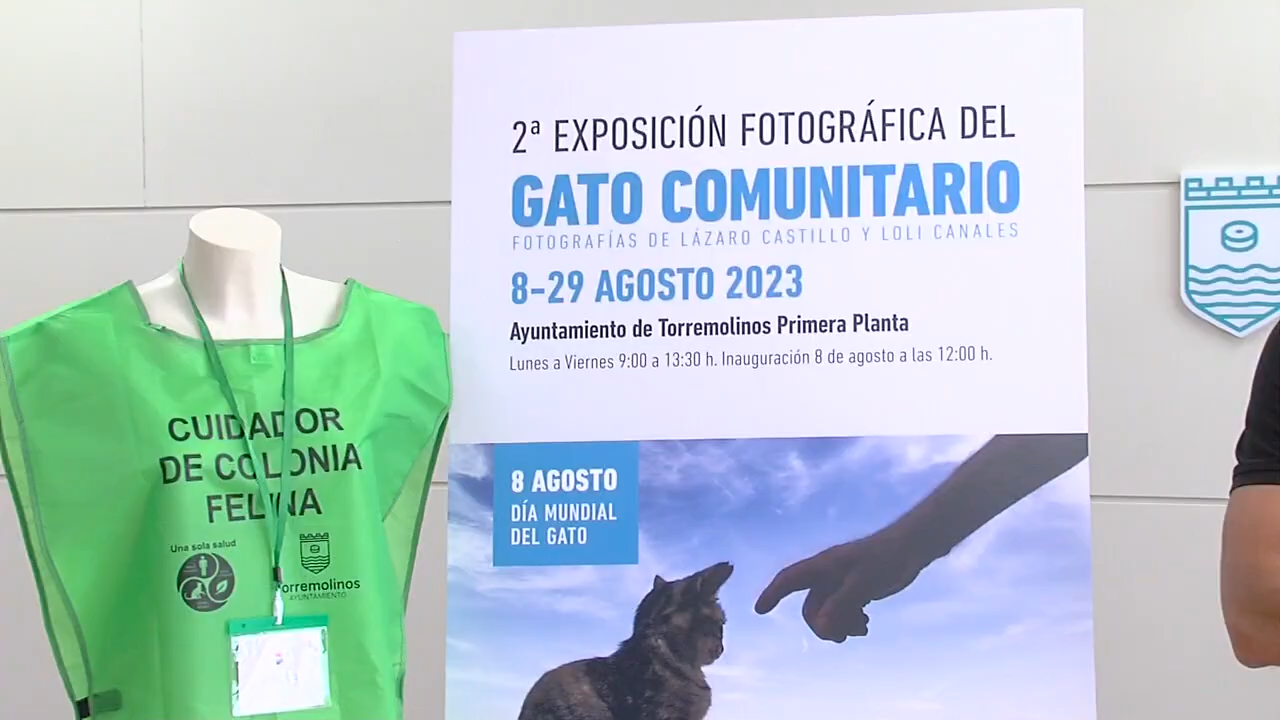 2ª EXPOSICIÓN FOTOGRÁFICA DEL
GATO COMUNITARIO
FOTOGRAFÍAS DE LÁZARO CASTILLO Y LOLI CANALES
8-29 AGOSTO 2023
Ayuntamiento de Torremolinos Primera Planta
Lunes a Viernes 9:00 a 13:30 h. Inauguración 8 de agosto a las 12:00 h.
8 AGOSTO
DÍA MUNDIAL
DEL GATO
CUIDADOR
DE COLONIA
FELINA
Una sola salud
Torremolinos
AYUNTAMIENTO